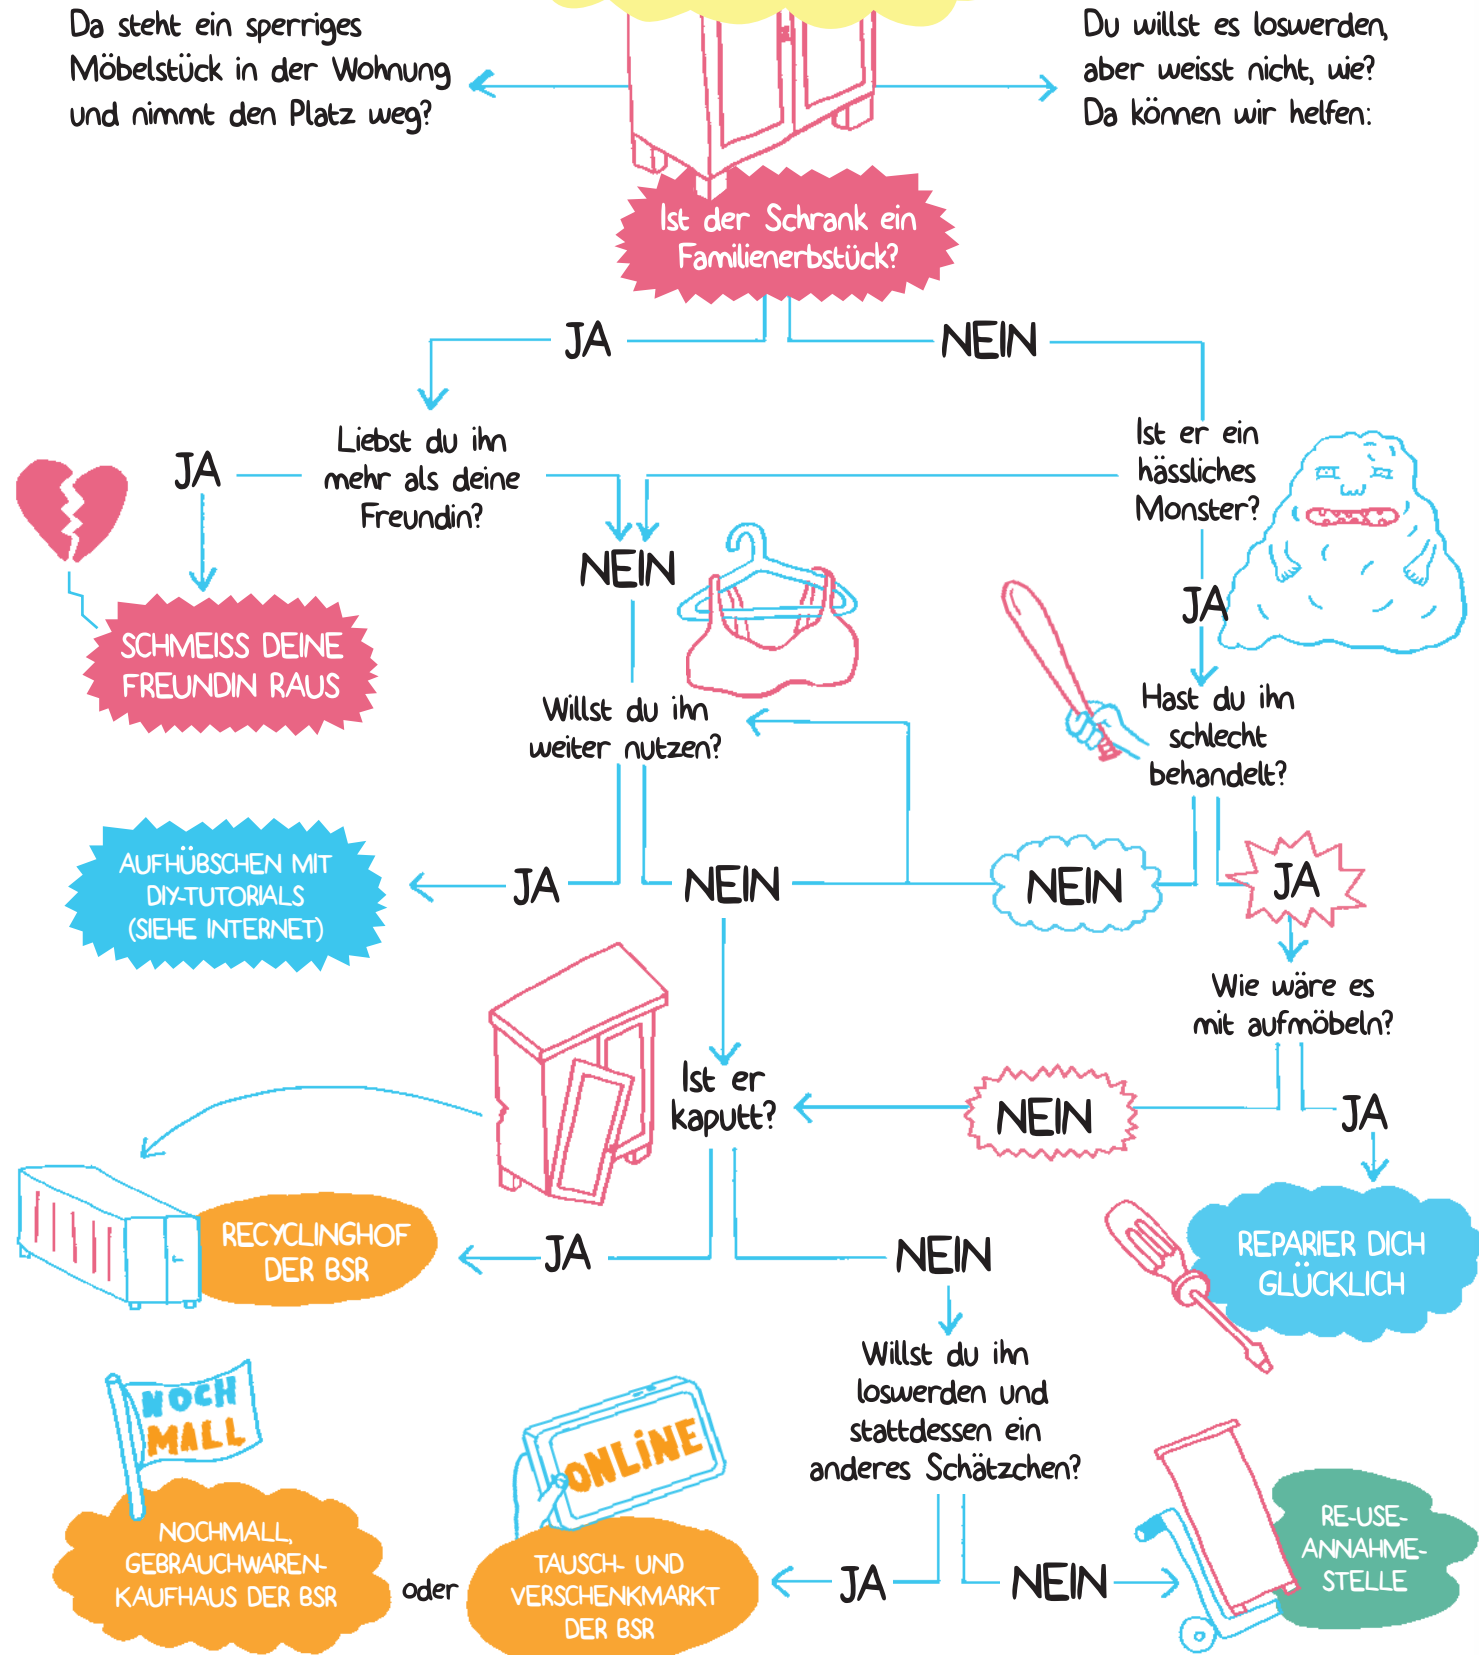 Da steht ein sperriges
Möbelstück in der Wohnung
und nimmt den Platz weg?
Du willst es loswerden,
aber weisst nicht, wie?
Da können wir helfen:
Ist der Schrank ein
Familienerbstück?
JA
NEIN
Liebst du ihn
mehr als deine
Freundin?
JA
NEIN
Ist er ein
hässliches
Monster?
JA
SCHMEISS DEINE
FREUNDIN RAUS
Willst du ihn
weiter nutzen?
Hast du ihn
schlecht
behandelt?
AUFHÜBSCHEN MIT
DIY-TUTORIALS
(SIEHE INTERNET)
JA
NEIN
NEIN
JA
Wie wäre es
mit aufmöbeln?
Ist er
kaputt?
NEIN
JA
RECYCLINGHOF
DER BSR
JA
NEIN
REPARIER DICH
GLÜCKLICH
Willst du ihn
loswerden und
stattdessen ein
anderes Schätzchen?
NOCH
MALL
ONLINE
NOCHMALL,
GEBRAUCHWAREN-
KAUFHAUS DER BSR
oder
TAUSCH- UND
VERSCHENKMARKT
DER BSR
JA
NEIN
RE-USE-
ANNAHME-
STELLE